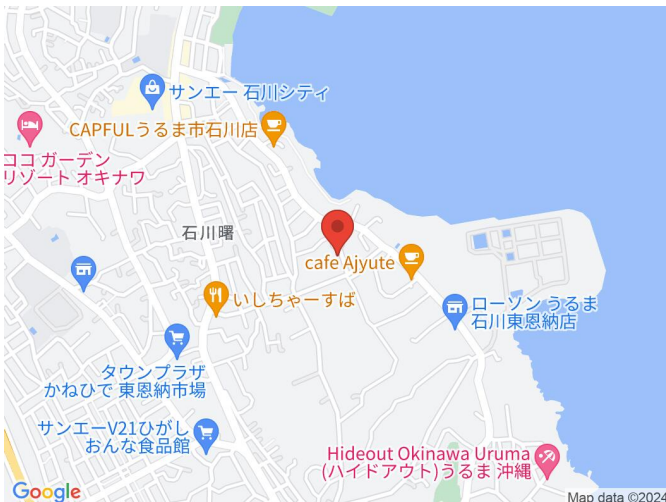 サンエー 石川シティ
CAPFULうるま市石川店
ココ ガーデン
リゾート オキナワ
石川曙
cafe Ajyute
いしちゃーすば
ローソン うるま
石川東恩納店
タウンプラザ
かねひで 東恩納市場
サンエーV21ひがし
おんな食品館
Hideout Okinawa Uruma
(ハイドアウト)うるま 沖縄
Google
Map data ©2024